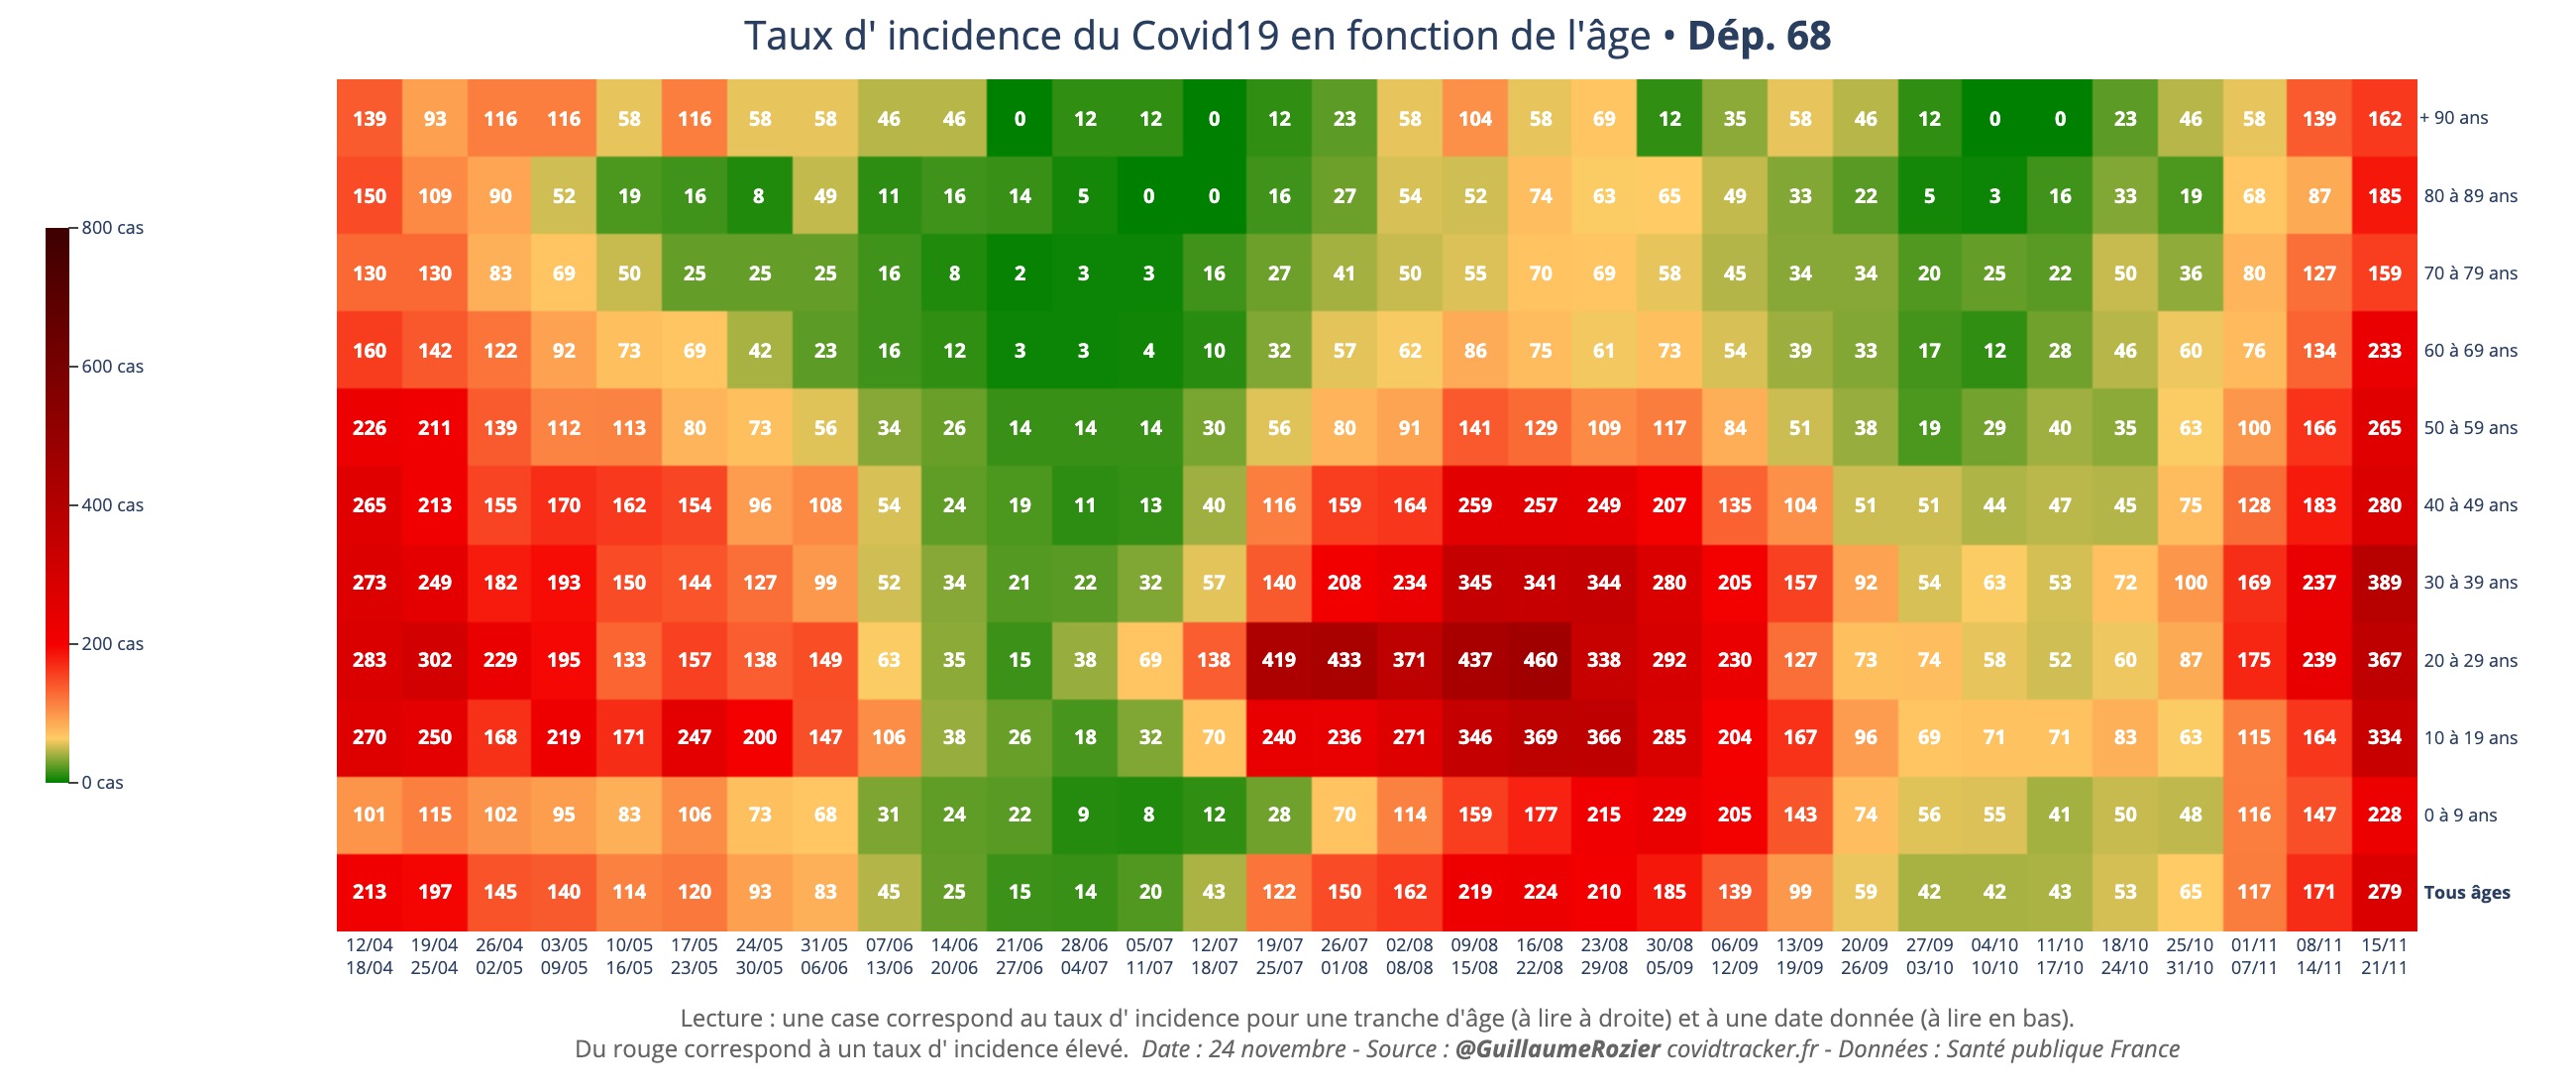 Taux d' incidence du Covid19 en fonction de l'âge • Dép. 68
139 93 116 116 58 116 58 58 46 46 0 12 12 0 12 23 58 104 58 69 12 35 58 46 12 0 0 23 46 58 139 162 + 90 ans
150 109 90 52 19 16 8 49 11 16 14 5 0 0 16 27 54 52 74 63 65 49 33 22 5 3 16 33 19 68 87 185 80 à 89 ans
800 cas
130 130 83 69 50 25 25 25 16 8 2 3 3 16 27 41 50 55 70 69 58 45 34 34 20 25 22 50 36 80 127 159 70 à 79 ans
160 142 122 92 73 69 42 23 16 12 3 3 4 10 32 57 62 86 75 61 73 54 39 33 17 12 28 46 60 76 134 233 60 à 69 ans
600 cas
226 211 139 112 113 80 73 56 34 26 14 14 14 30 56 80 91 141 129 109 117 84 51 38 19 29 40 35 63 100 166 265 50 à 59 ans
400 cas
265 213 155 170 162 154 96 108 54 24 19 11 13 40 116 159 164 259 257 249 207 135 104 51 51 44 47 45 75 128 183 280 40 à 49 ans
273 249 182 193 150 144 127 99 52 34 21 22 32 57 140 208 234 345 341 344 280 205 157 92 54 63 53 72 100 169 237 389 30 à 39 ans
200 cas
283 302 229 195 133 157 138 149 63 35 15 38 69 138 419 433 371 437 460 338 292 230 127 73 74 58 52 60 87 175 239 367 20 à 29 ans
270 250 168 219 171 247 200 147 106 38 26 18 32 70 240 236 271 346 369 366 285 204 167 96 69 71 71 83 63 115 164 334 10 à 19 ans
0 cas
101 115 102 95 83 106 73 68 31 24 22 9 8 12 28 70 114 159 177 215 229 205 143 74 56 55 41 50 48 116 147 228 0 à 9 ans
213 197 145 140 114 120 93 83 45 25 15 14 20 43 122 150 162 219 224 210 185 139 99 59 42 42 43 53 65 117 171 279 Tous âges
12/04 19/04 26/04 03/05 10/05 17/05 24/05 31/05 07/06 14/06 21/06 28/06 05/07 12/07 19/07 26/07 02/08 09/08 16/08 23/08 30/08 06/09 13/09 20/09 27/09 04/10 11/10 18/10 25/10 01/11 08/11 15/11
18/04 25/04 02/05 09/05 16/05 23/05 30/05 06/06 13/06 20/06 27/06 04/07 11/07 18/07 25/07 01/08 08/08 15/08 22/08 29/08 05/09 12/09 19/09 26/09 03/10 10/10 17/10 24/10 31/10 07/11 14/11 21/11
Lecture : une case correspond au taux d' incidence pour une tranche d'âge (à lire à droite) et à une date donnée (à lire en bas).
Du rouge correspond à un taux d' incidence élevé. Date : 24 novembre - Source : @GuillaumeRozier covidtracker.fr - Données : Santé publique France